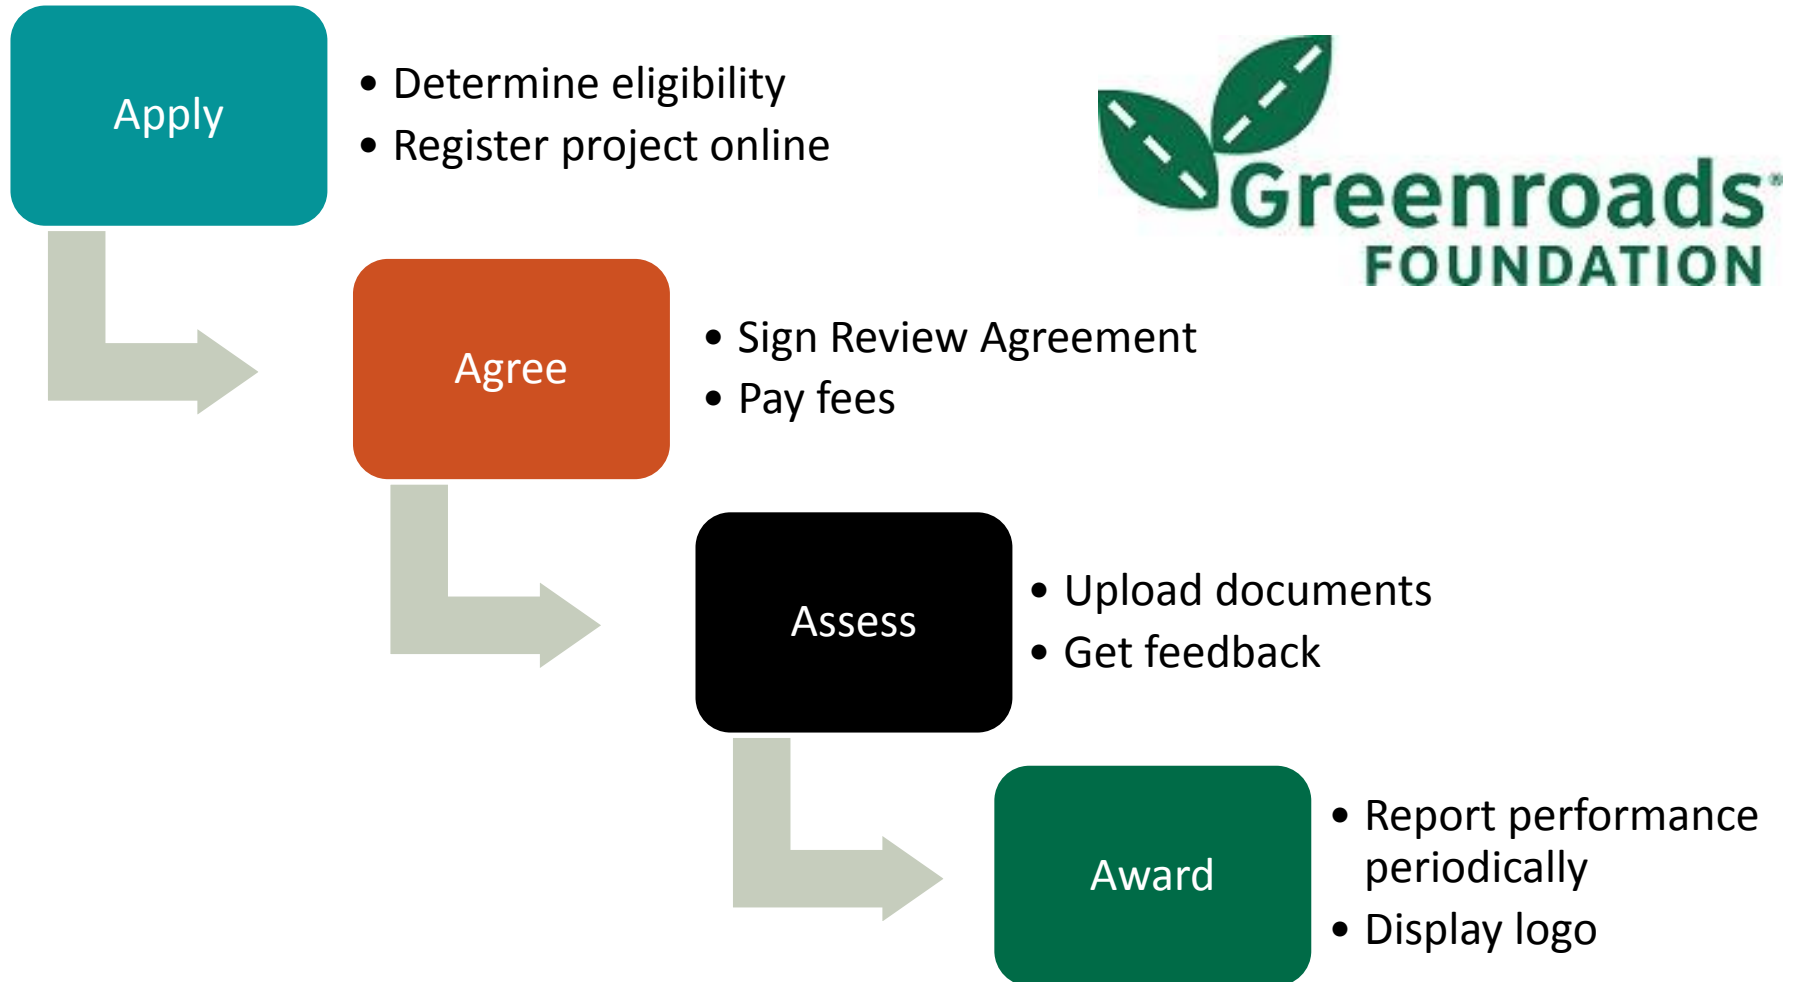 Apply
• Determine eligibility
• Register project online
Greenroads®
FOUNDATION
Agree
• Sign Review Agreement
• Pay fees
Assess
• Upload documents
• Get feedback
Award
• Report performance
periodically
• Display logo